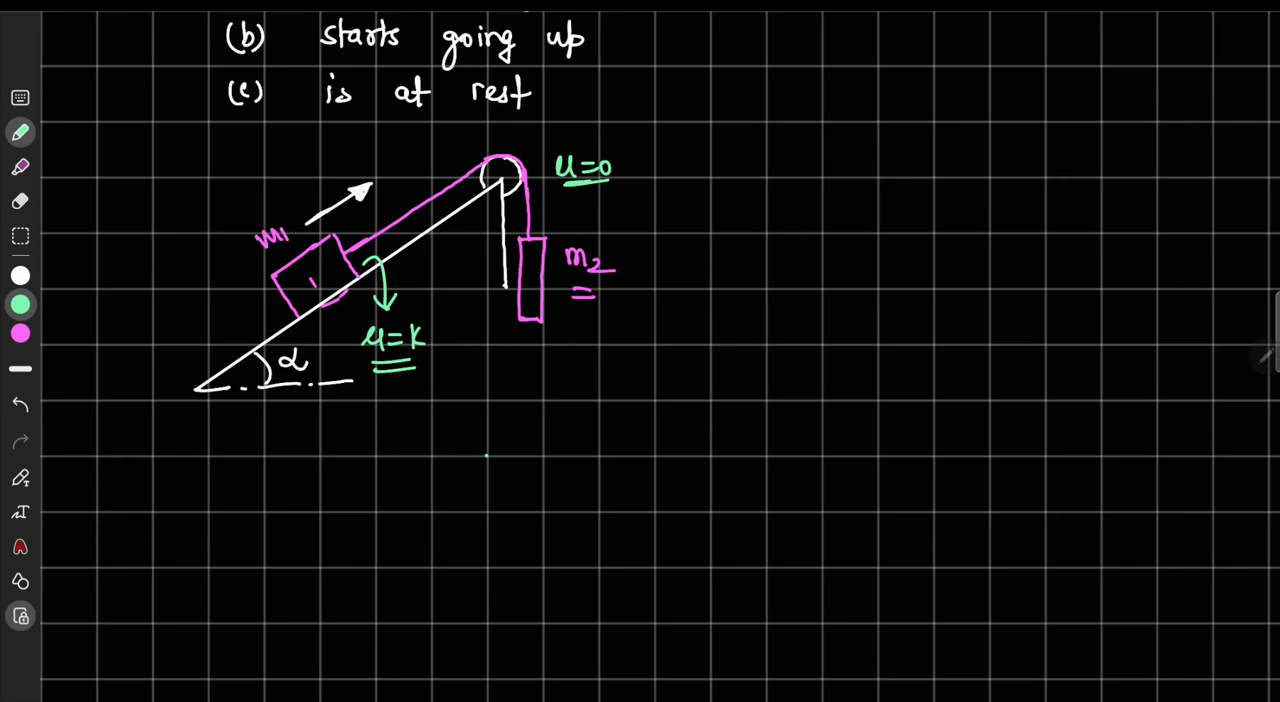 (b) starts going up
(c) is at rest
μ=0
m1
m2
μ=k
α